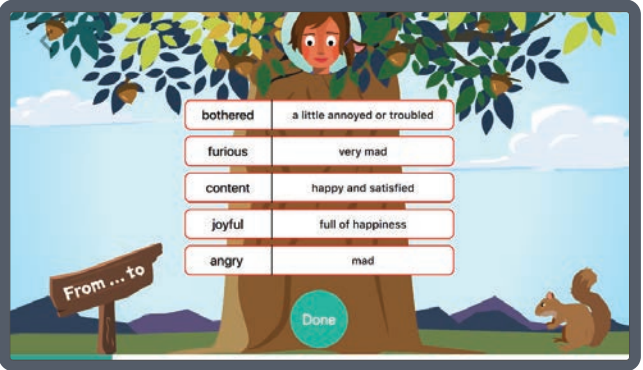 bothered a little annoyed or troubled
furious very mad
content happy and satisfied
joyful full of happiness
angry mad
From ... to
Done